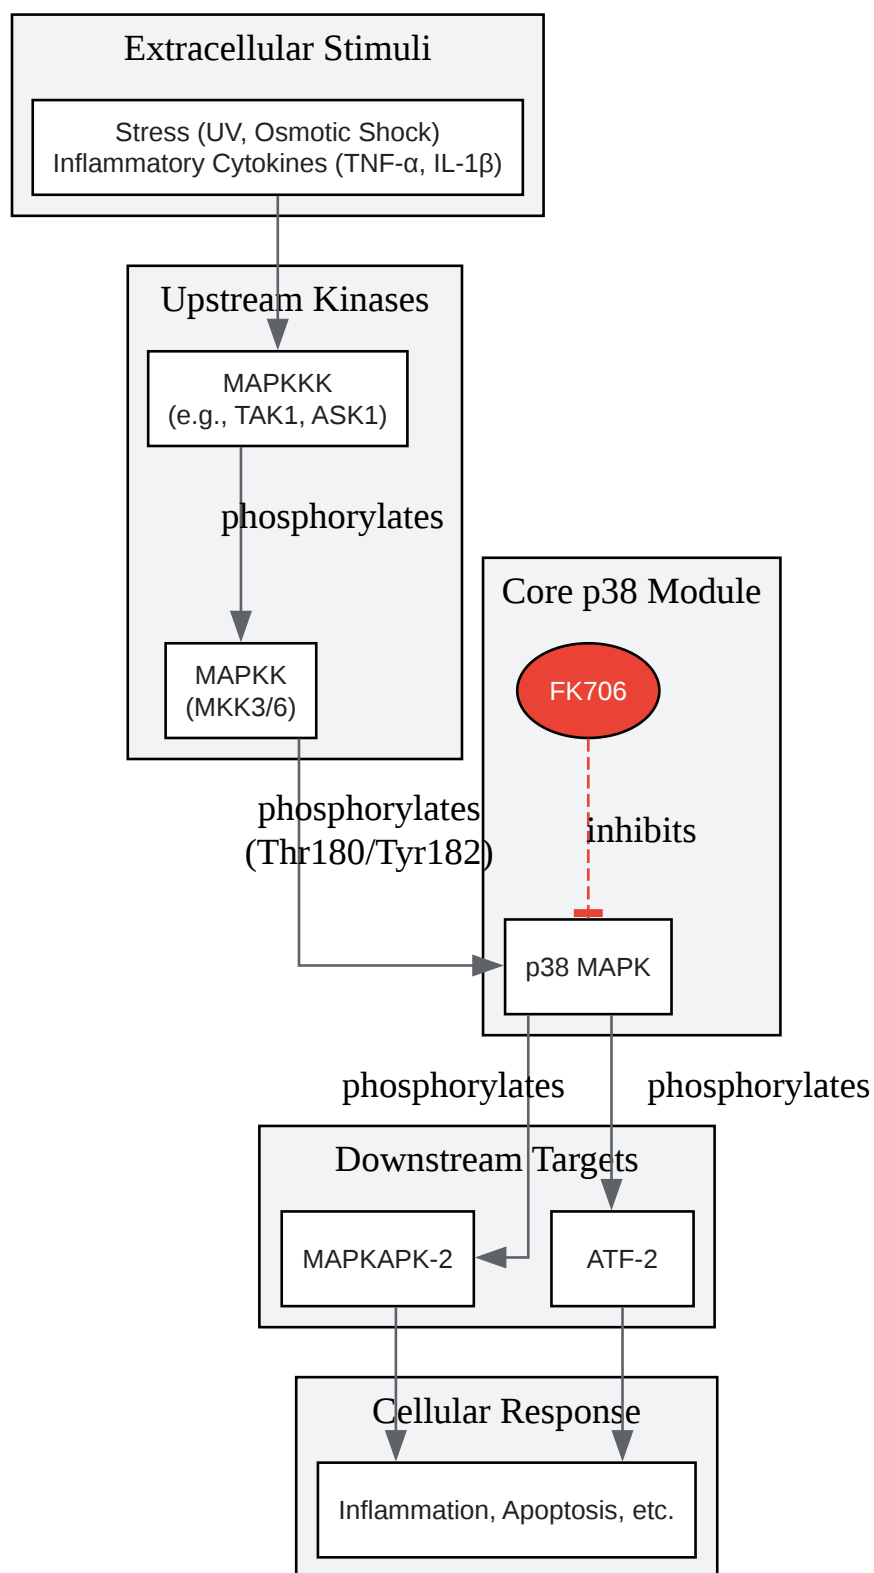 Extracellular Stimuli
Stress (UV, Osmotic Shock)
Inflammatory Cytokines (TNF-α, IL-1β)
Upstream Kinases
MAPKKK
(e.g., TAK1, ASK1)
phosphorylates
MAPKK
(MKK3/6)
Core p38 Module
FK706
phosphorylates
(Thr180/Tyr182)
inhibits
p38 MAPK
phosphorylates
phosphorylates
Downstream Targets
MAPKAPK-2
ATF-2
Cellular Response
Inflammation, Apoptosis, etc.